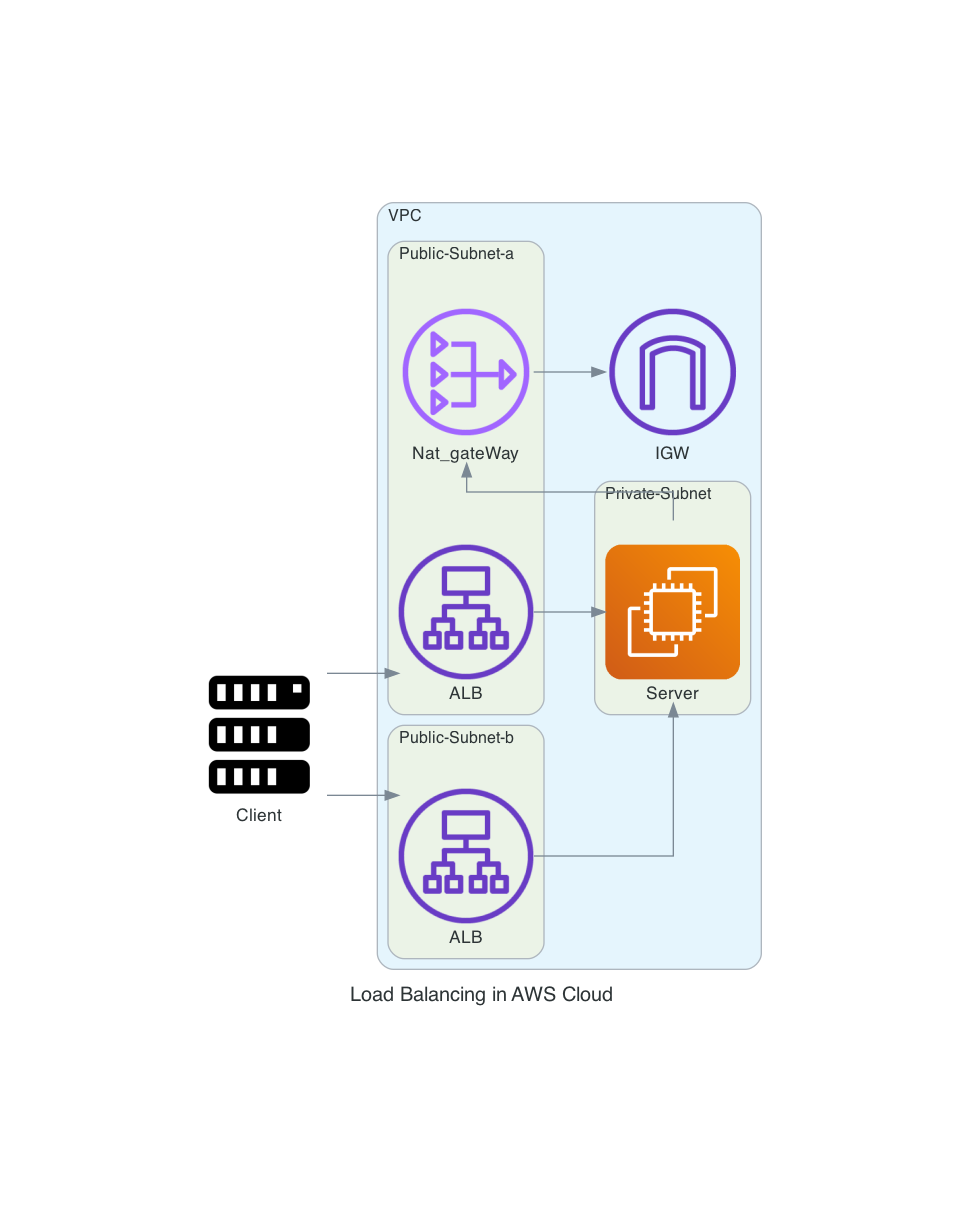 VPC
Public-Subnet-a
Nat_gateWay
IGW
Private-Subnet
ALB
Server
Public-Subnet-b
Client
ALB
Load Balancing in AWS Cloud